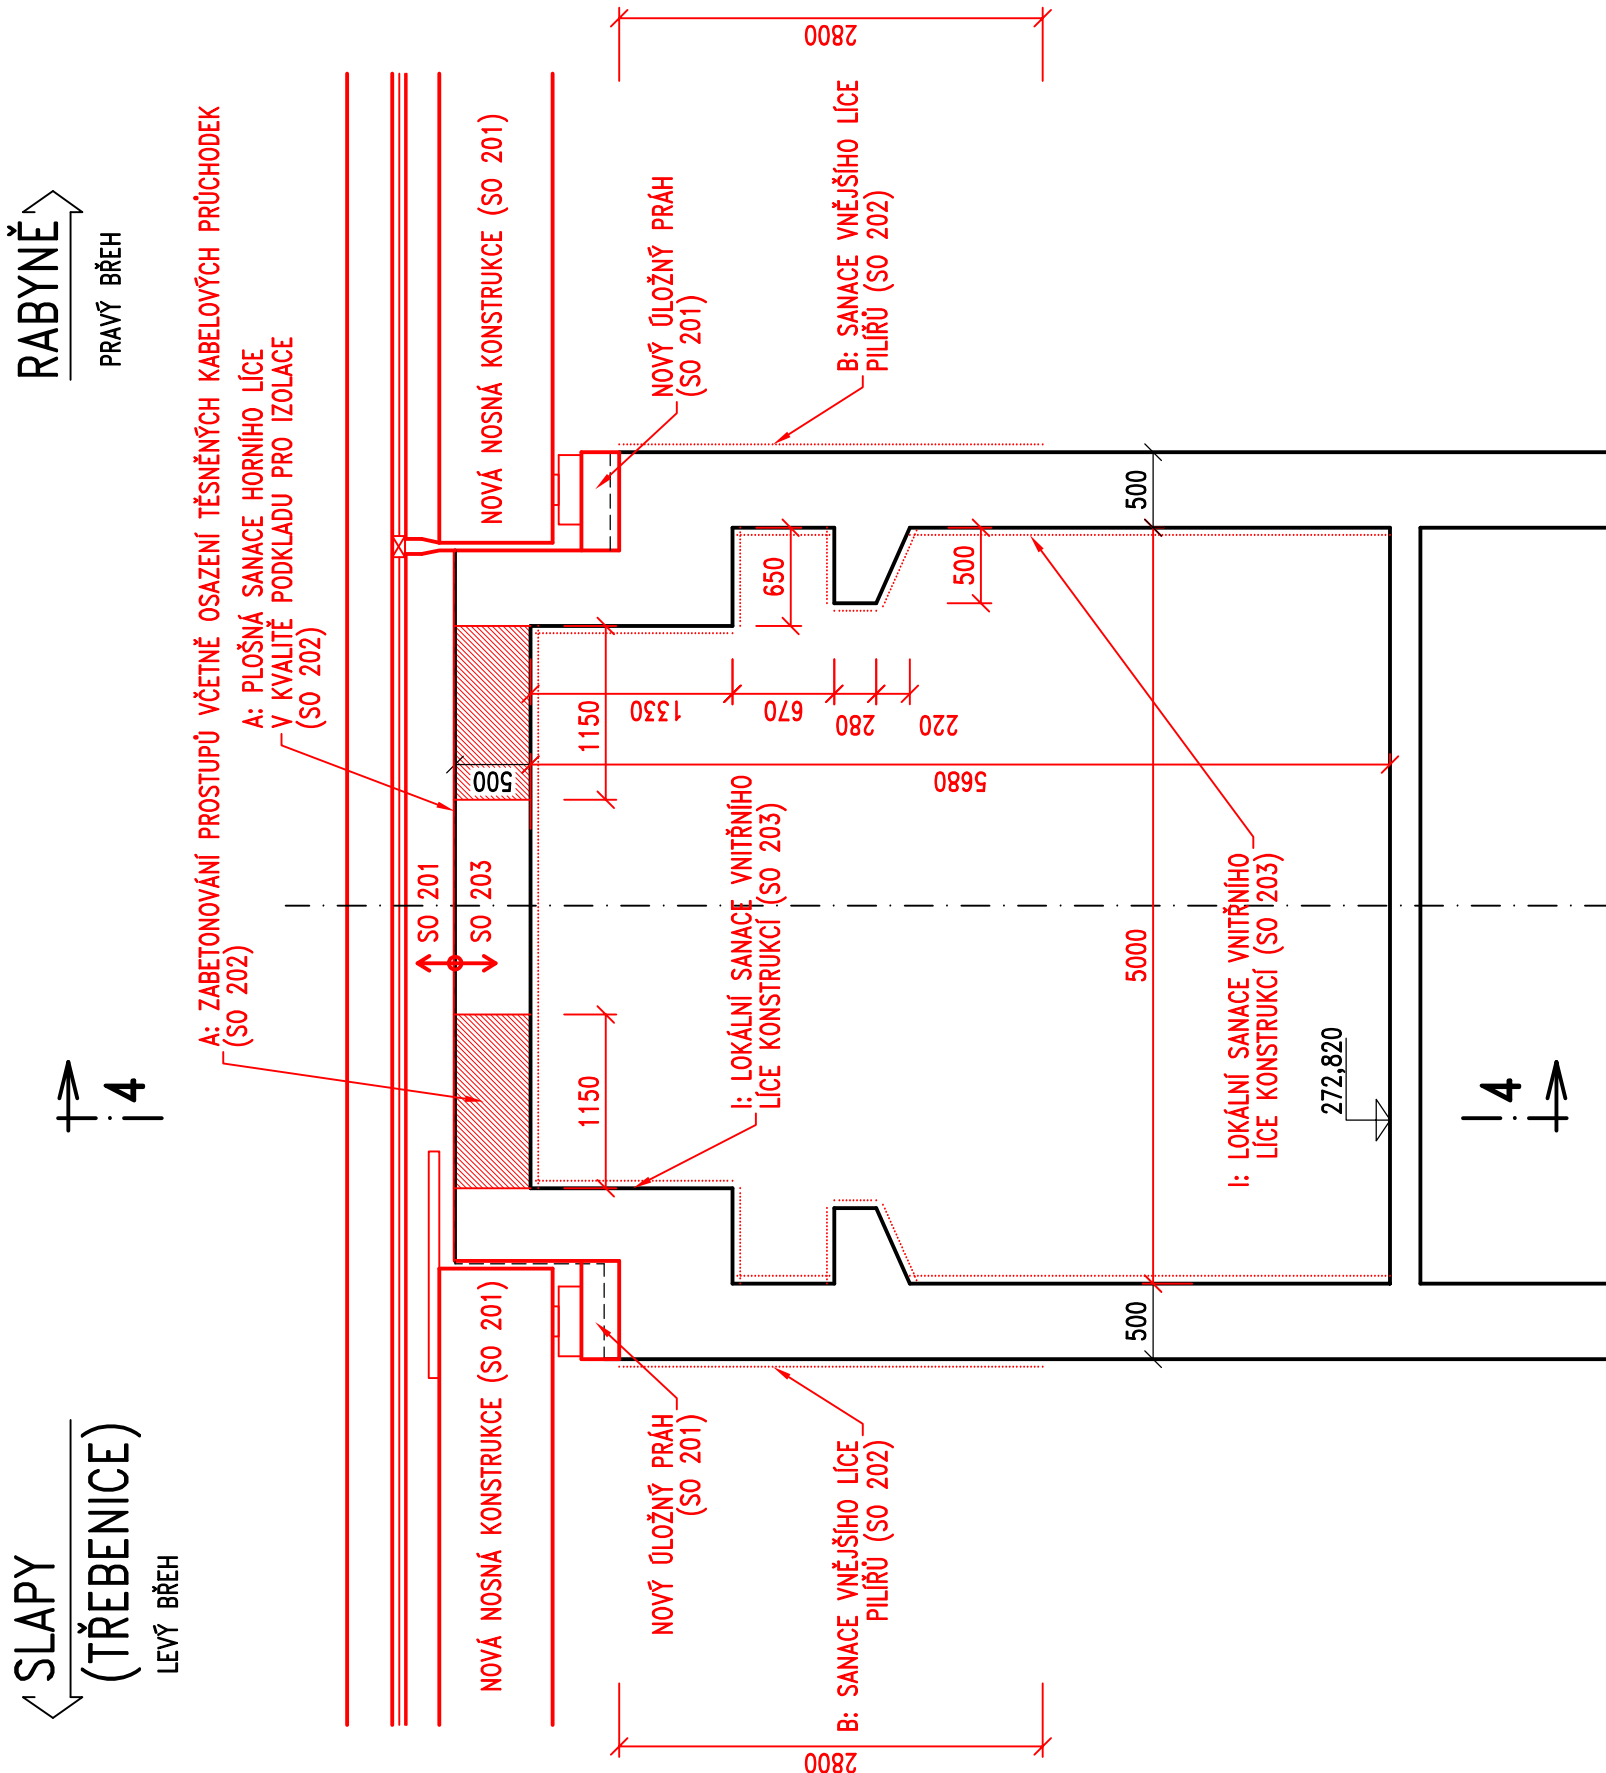 SLAPY
(TŘEBENICE)
LEVÝ BŘEH
RABYNĚ
PRAVÝ BŘEH
4
A: ZABETONOVÁNÍ PROSTUPŮ VČETNĚ OSAZENÍ TĚSNĚNÝCH KABELOVÝCH PRŮCHODEK
(SO 202)
A: PLOŠNÁ SANACE HORNÍHO LÍCE
V KVALITĚ PODKLADU PRO IZOLACE
(SO 202)
SO 201
SO 203
NOVÁ NOSNÁ KONSTRUKCE (SO 201)
NOVÁ NOSNÁ KONSTRUKCE (SO 201)
500
1150
1150
NOVÝ ÚLOŽNÝ PRÁH
(SO 201)
NOVÝ ÚLOŽNÝ PRÁH
(SO 201)
1330
670
280
220
650
500
I: LOKÁLNÍ SANACE VNITŘNÍHO
LÍCE KONSTRUKCÍ (SO 203)
B: SANACE VNĚJŠÍHO LÍCE
PILÍŘŮ (SO 202)
B: SANACE VNĚJŠÍHO LÍCE
PILÍŘŮ (SO 202)
2800
2800
5680
500
5000
500
I: LOKÁLNÍ SANACE VNITŘNÍHO
LÍCE KONSTRUKCÍ (SO 203)
272,820
4